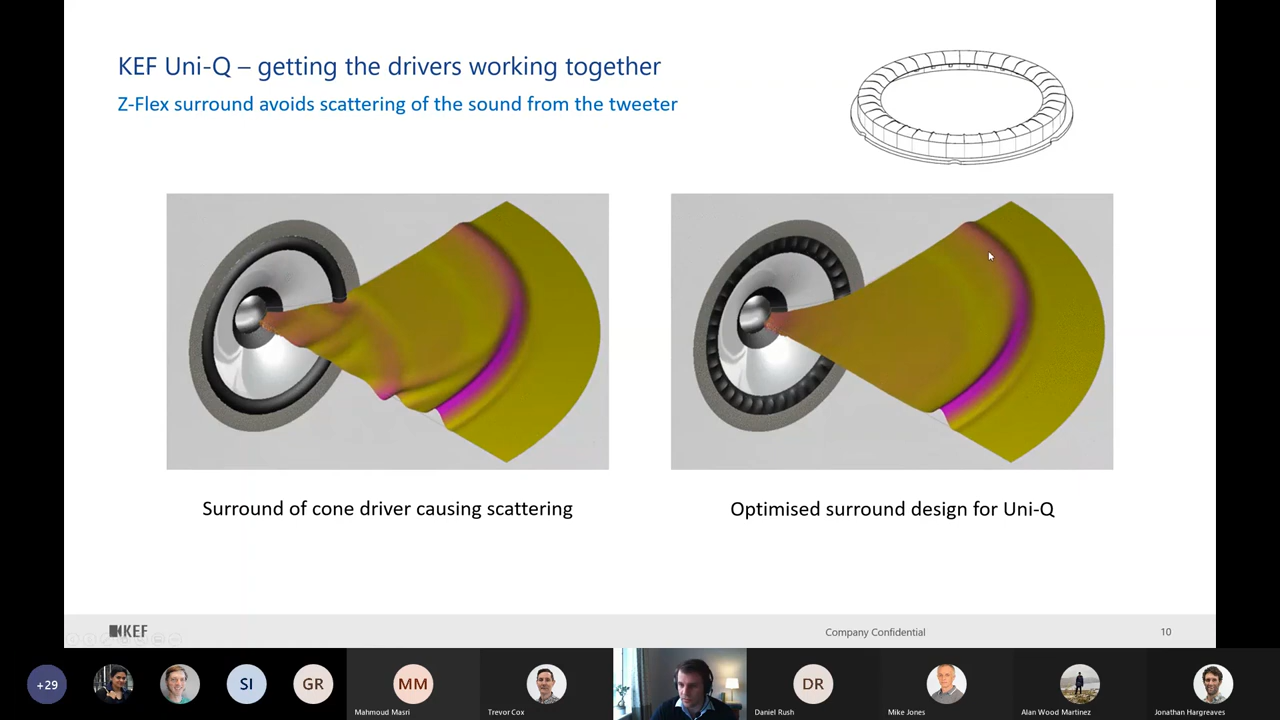 KEF Uni-Q – getting the drivers working together
Z-Flex surround avoids scattering of the sound from the tweeter
Surround of cone driver causing scattering
Optimised surround design for Uni-Q
KEF
Company Confidential
10
+29
SI
GR
MM
Mahmoud Masri
Trevor Cox
DR
Daniel Rush
Mike Jones
Alan Wood Martinez
Jonathan Hargreaves